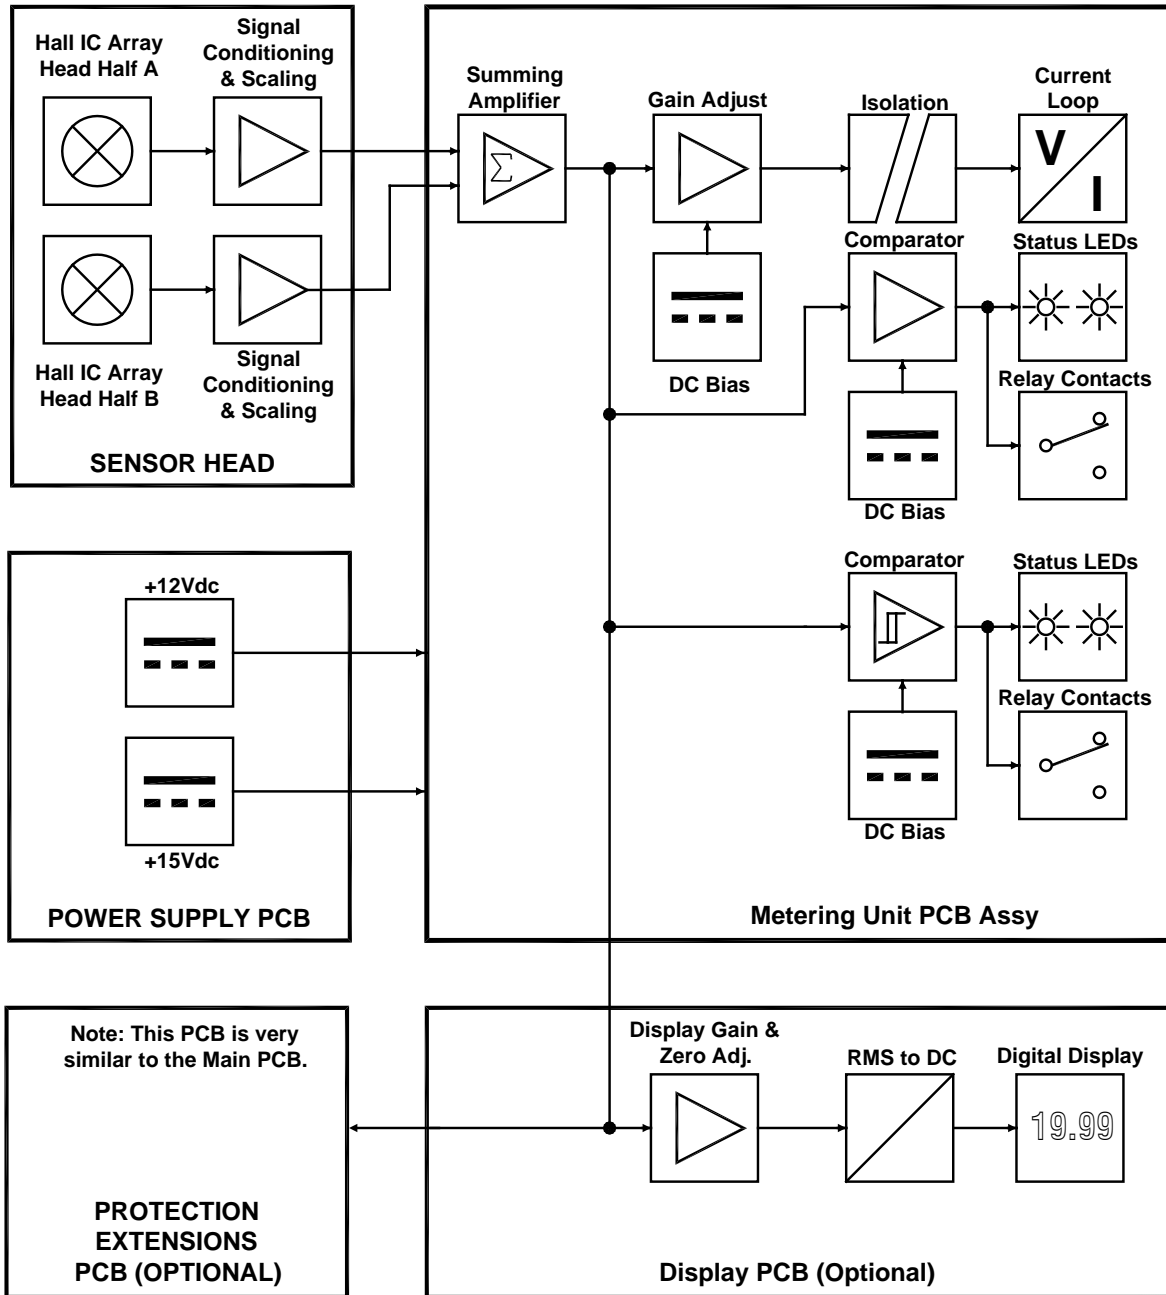 Hall IC Array
Head Half A
Signal
Conditioning
& Scaling
Hall IC Array
Head Half B
Signal
Conditioning
& Scaling
SENSOR HEAD
Summing
Amplifier
Σ
Gain Adjust
DC Bias
Isolation
Current
Loop
V
I
Comparator
DC Bias
Status LEDs
Relay Contacts
Comparator
DC Bias
Status LEDs
Relay Contacts
Metering Unit PCB Assy
+12Vdc
+15Vdc
POWER SUPPLY PCB
Note: This PCB is very
similar to the Main PCB.
PROTECTION
EXTENSIONS
PCB (OPTIONAL)
Display Gain &
Zero Adj.
RMS to DC
Digital Display
19.99
Display PCB (Optional)